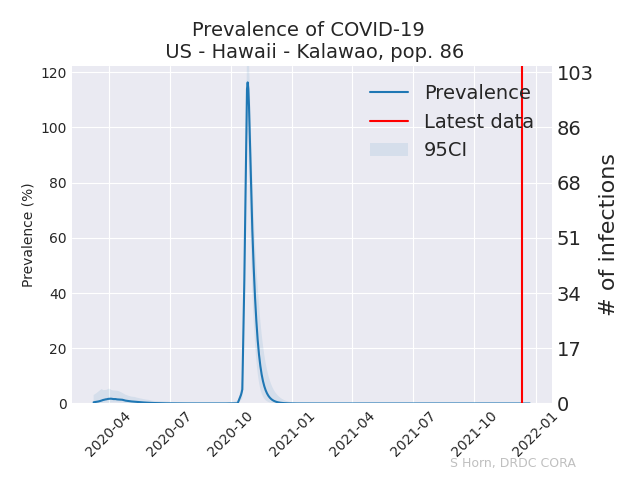 Prevalence of COVID-19
US - Hawaii - Kalawao, pop. 86
Prevalence
Latest data
95CI
Prevalence (%)
120
100
80
60
40
20
0
103
86
68
51
34
17
0
# of infections
2020-04
2020-07
2020-10
2021-01
2021-04
2021-07
2021-10
2022-01
S Horn, DRDC CORA